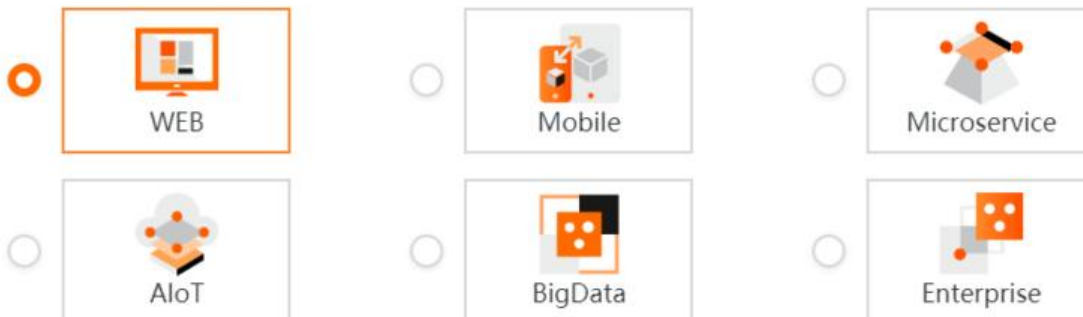 WEB
Mobile
Microservice
AIoT
BigData
Enterprise